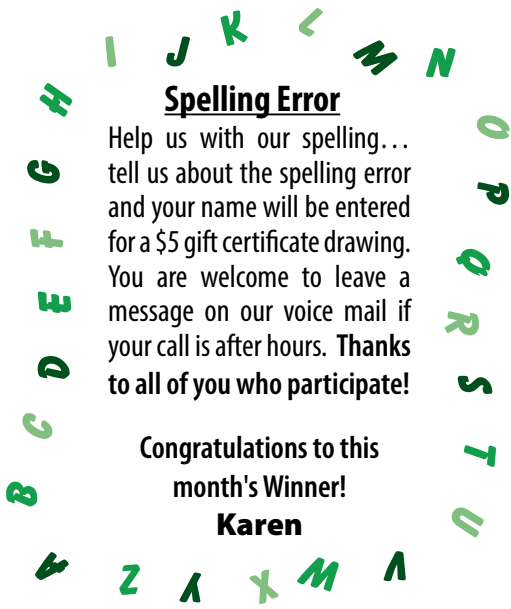 Spelling Error
Help us with our spelling…
tell us about the spelling error
and your name will be entered
for a $5 gift certificate drawing.
You are welcome to leave a
message on our voice mail if
your call is after hours. Thanks
to all of you who participate!
Congratulations to this
month's Winner!
Karen
A
B
C
D
E
F
G
H
I
J
K
L
M
N
O
P
Q
R
S
T
U
V
W
X
Y
Z